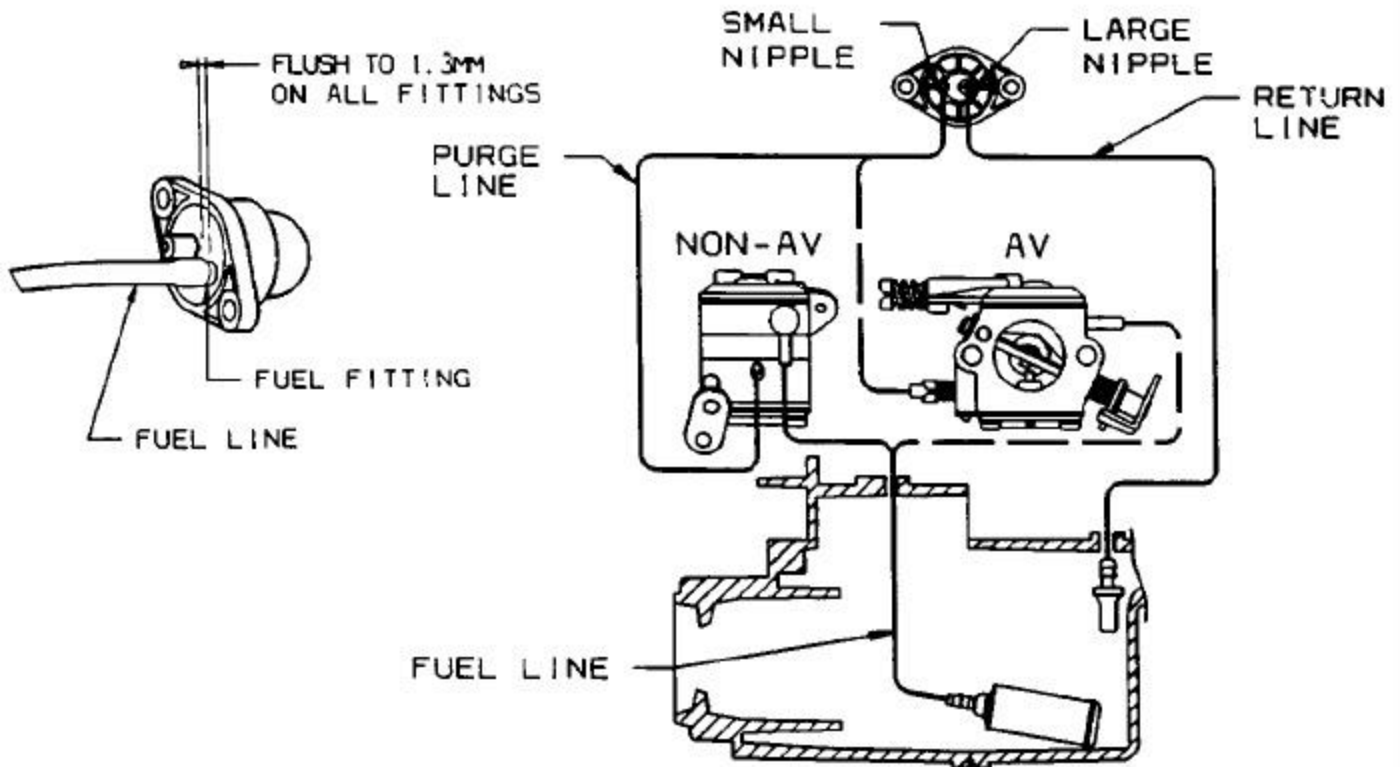 FLUSH TO 1.3MM
ON ALL FITTINGS
SMALL
NIPPLE
LARGE
NIPPLE
RETURN
LINE
PURGE
LINE
NON-AV
AV
FUEL FITTING
FUEL LINE
FUEL LINE